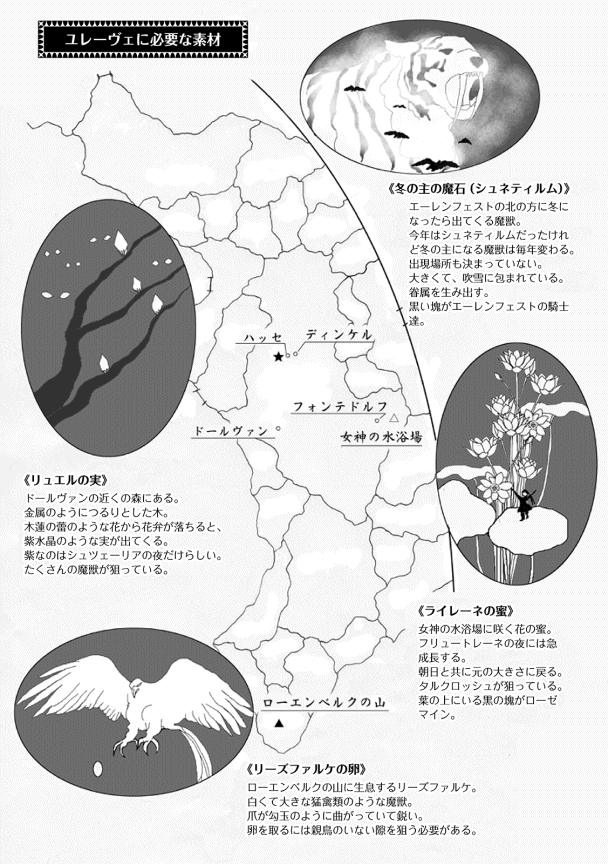 ユレーヴェに必要な素材
《冬の主の魔石(シュネティルム)》
エーレンフェストの北の方に冬に
なったら出てくる魔獣。
今年はシュネティルムだったけれ
ど冬の主になる魔獣は毎年変わる。
出現場所も決まっていない。
大きくて、吹雪に包まれている。
眷属を生み出す。
黒い塊がエーレンフェストの騎士
達。
ハッセ
ディンケル
フォンテドルフ
ドールヴァン
女神の水浴場
《リュエルの実》
ドールヴァンの近くの森にある。
金属のようにつるりとした木。
木蓮の蕾のような花から花弁が落ちると、
紫水晶のような実が出てくる。
紫なのはシュツェーリアの夜だけらしい。
たくさんの魔獣が狙っている。
《ライレーネの蜜》
女神の水浴場に咲く花の蜜。
フリュートレーネの夜には急
成長する。
朝日と共に元の大きさに戻る。
タルクロッシュが狙っている。
葉の上にいる黒の塊がローゼ
マイン。
ローエンベルクの山
《リーズファルケの卵》
ローエンベルクの山に生息するリーズファルケ。
白くて大きな猛禽類のような魔獣。
爪が勾玉のように曲がっていて鋭い。
卵を取るには親鳥のいない隙を狙う必要がある。